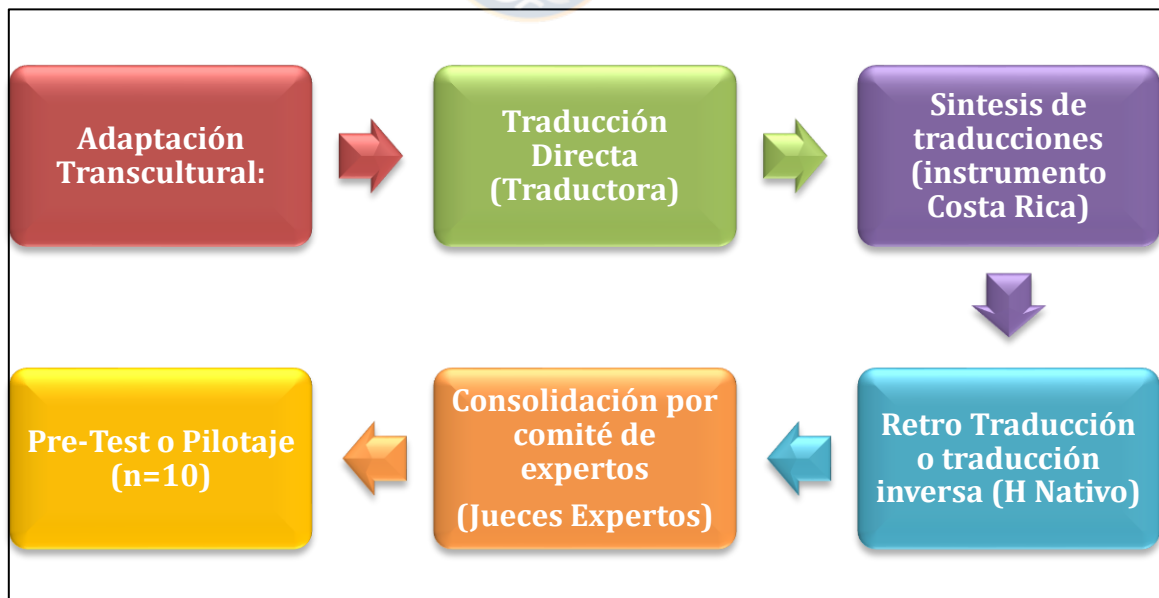 Adaptación
Transcultural:
Traducción
Directa
(Traductora)
Sintesis de
traducciones
(instrumento
Costa Rica)
Retro Traducción
o traducción
inversa (H Nativo)
Consolidación por
comité de
expertos
(Jueces Expertos)
Pre-Test o Pilotaje
(n=10)